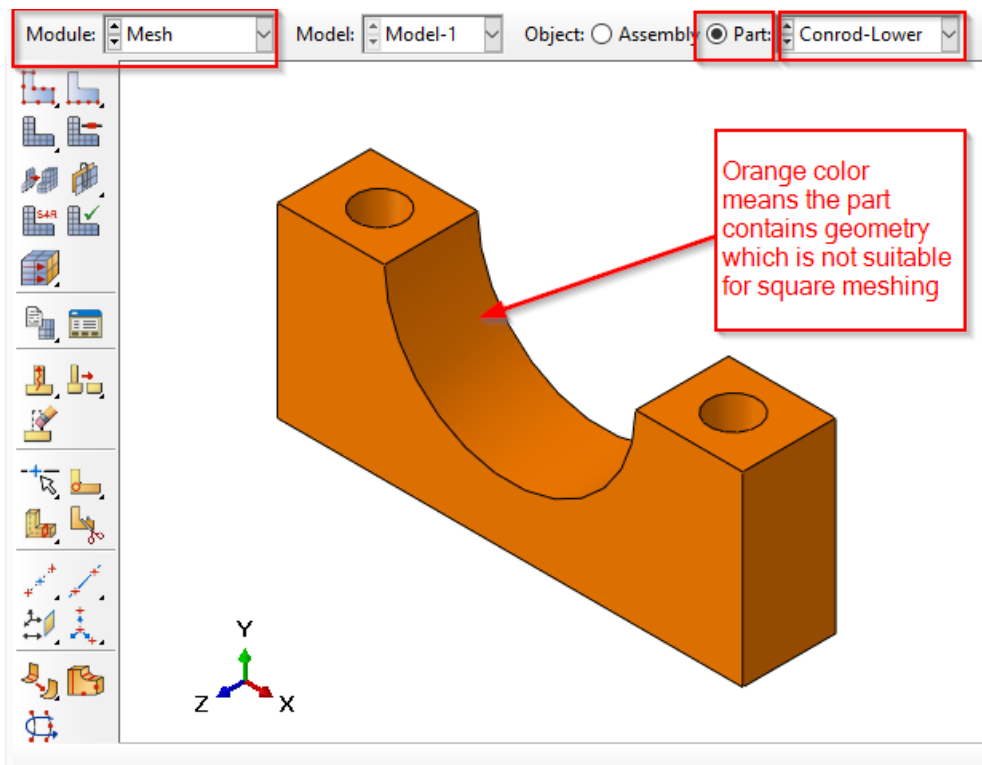 Module: Mesh Model: Model-1 Object: Assembly Part: Conrod-Lower
S4R
Orange color
means the part
contains geometry
which is not suitable
for square meshing
Y
Z X